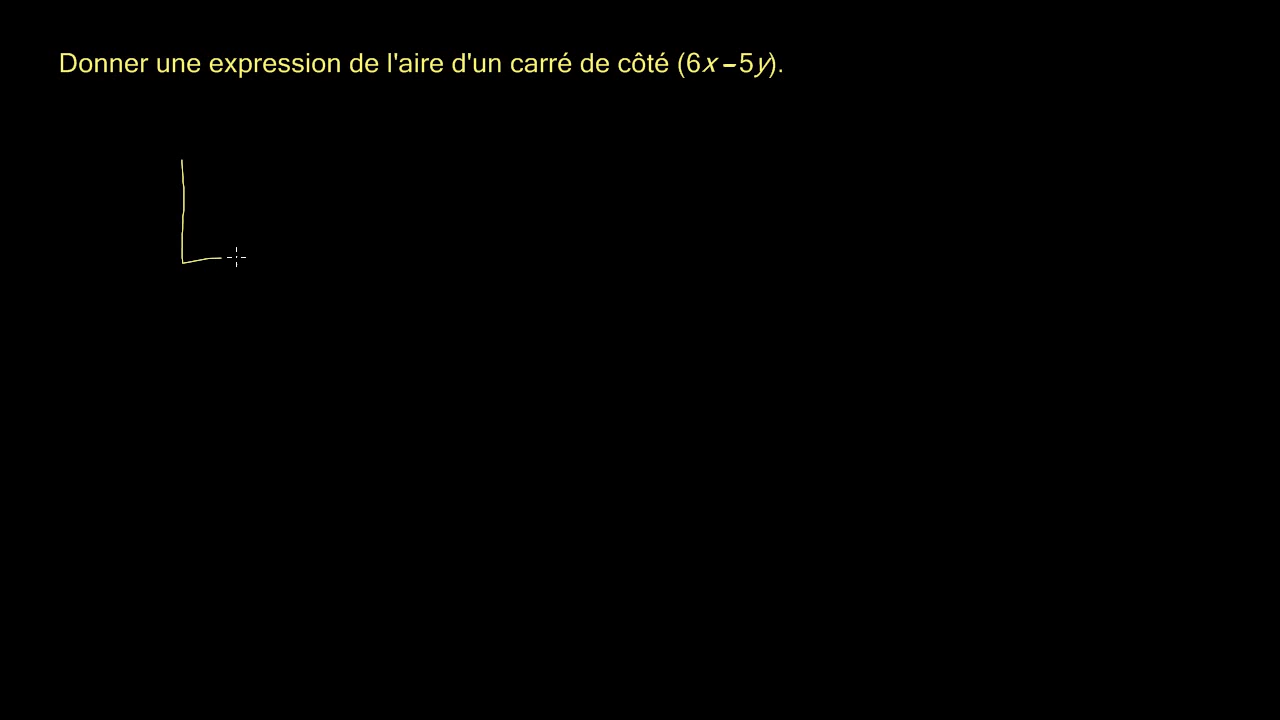 Donner une expression de l'aire d'un carré de côté (6x – 5y).